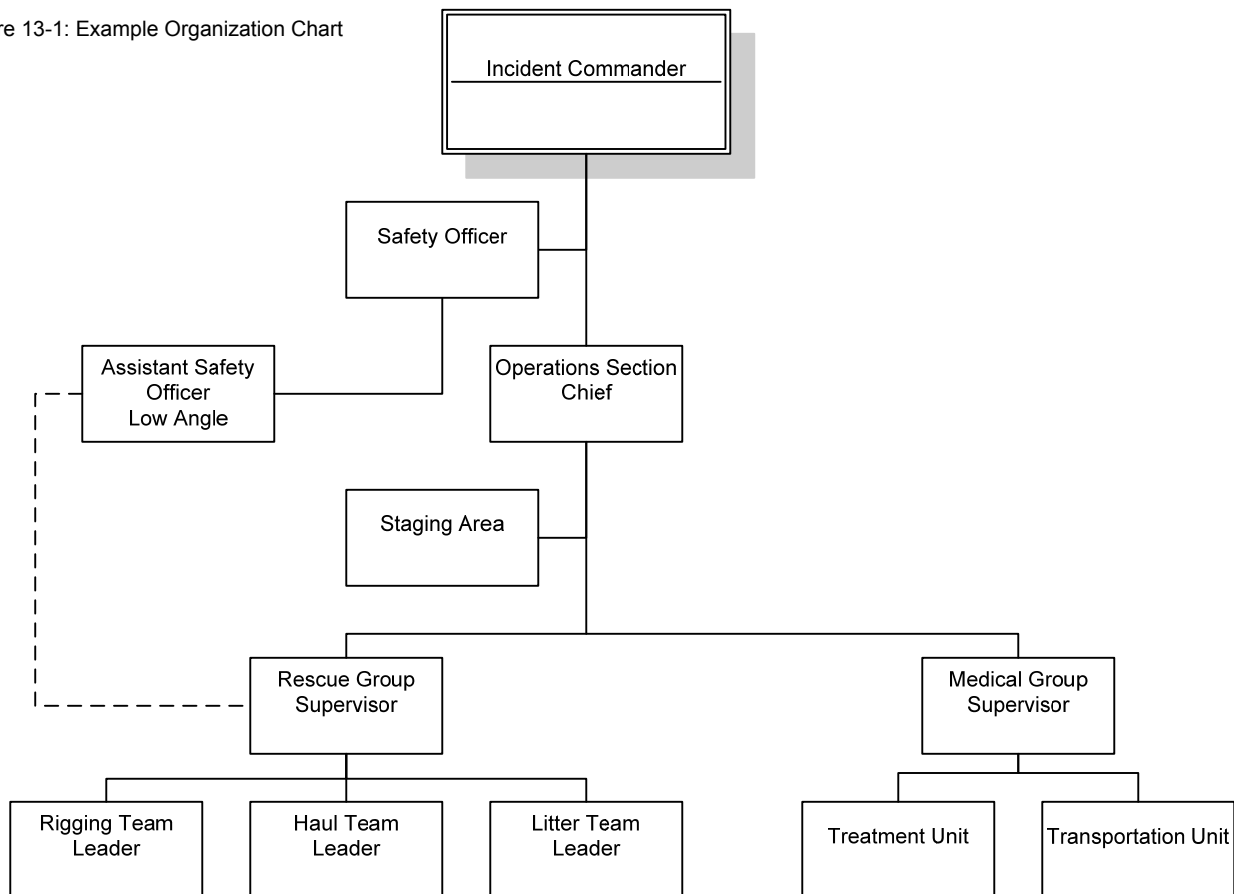 re 13-1: Example Organization Chart
Incident Commander
Safety Officer
Assistant Safety
Officer
Low Angle
Operations Section
Chief
Staging Area
Rescue Group
Supervisor
Medical Group
Supervisor
Rigging Team
Leader
Haul Team
Leader
Litter Team
Leader
Treatment Unit
Transportation Unit